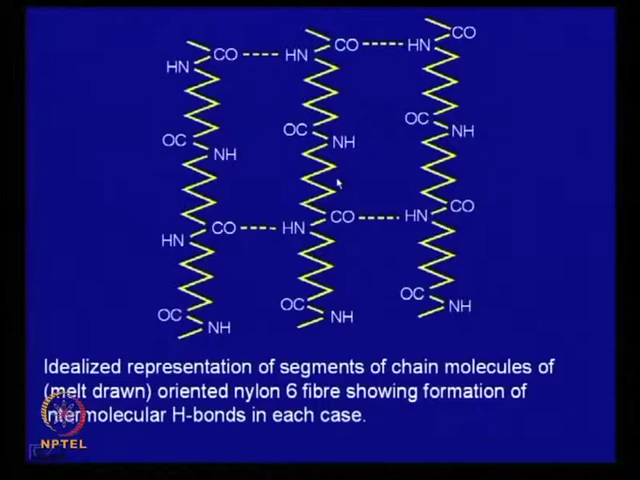 CO
CO HN CO HN
HN
OC
OC NH NH
OC NH
CO
CO HN CO HN
HN
OC
OC NH NH
OC NH
Idealized representation of segments of chain molecules of
(melt drawn) oriented nylon 6 fibre showing formation of
intermolecular H-bonds in each case.
NPTEL